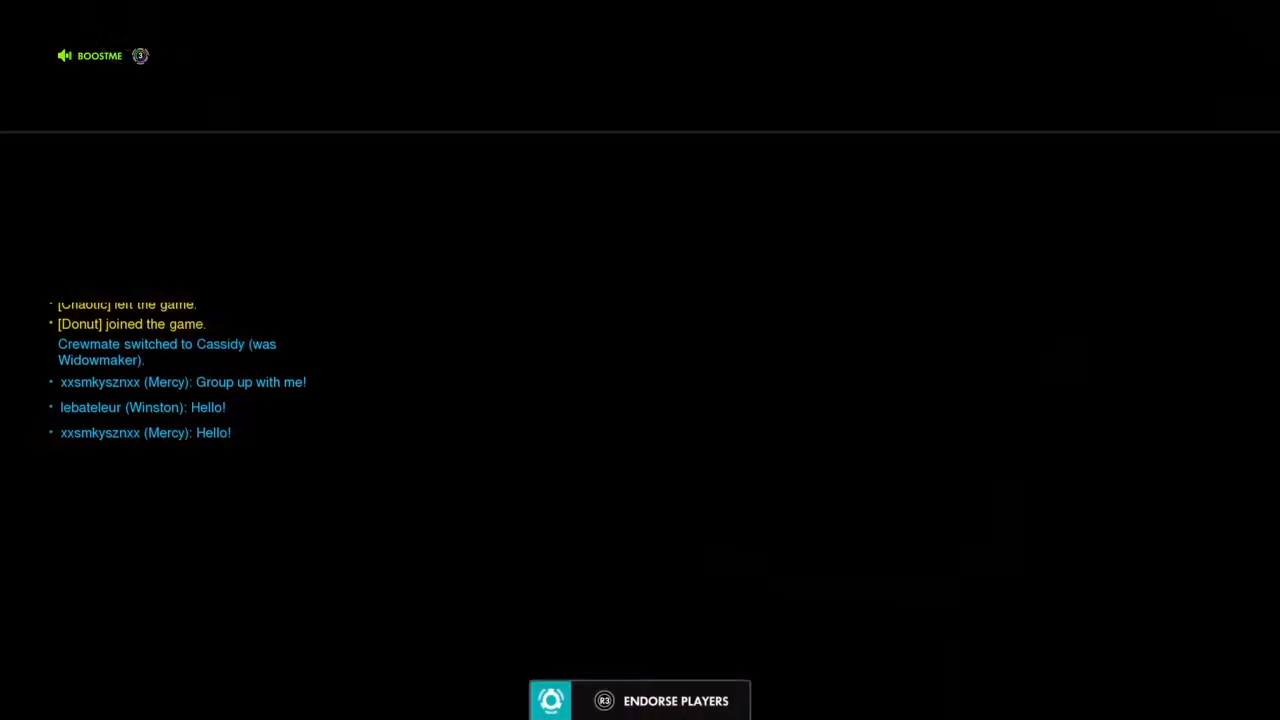 BOOSTME 3
[Chaotic] left the game.
[Donut] joined the game.
Crewmate switched to Cassidy (was
Widowmaker).
xxsmkysznxx (Mercy): Group up with me!
lebateleur (Winston): Hello!
xxsmkysznxx (Mercy): Hello!
R3 ENDORSE PLAYERS